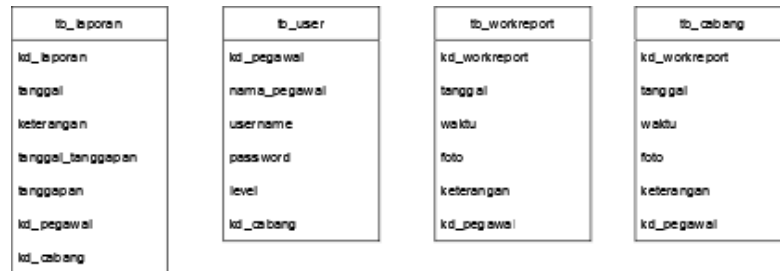 tb_laporan
kd_laporan
tanggal
keterangan
tanggal_tanggapan
tanggapan
kd_pegawai
kd_cabang
tb_user
kd_pegawai
nama_pegawai
username
password
level
kd_cabang
tb_workreport
kd_workreport
tanggal
waktu
foto
keterangan
kd_pegawai
tb_cabang
kd_workreport
tanggal
waktu
foto
keterangan
kd_pegawai